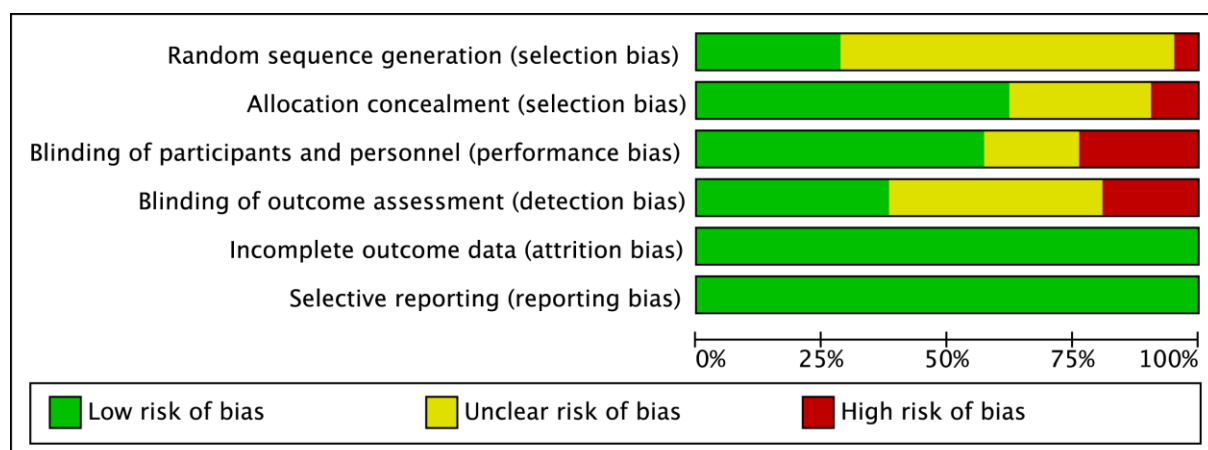 Random sequence generation (selection bias)
Allocation concealment (selection bias)
Blinding of participants and personnel (performance bias)
Blinding of outcome assessment (detection bias)
Incomplete outcome data (attrition bias)
Selective reporting (reporting bias)
0% 25% 50% 75% 100%
Low risk of bias Unclear risk of bias High risk of bias